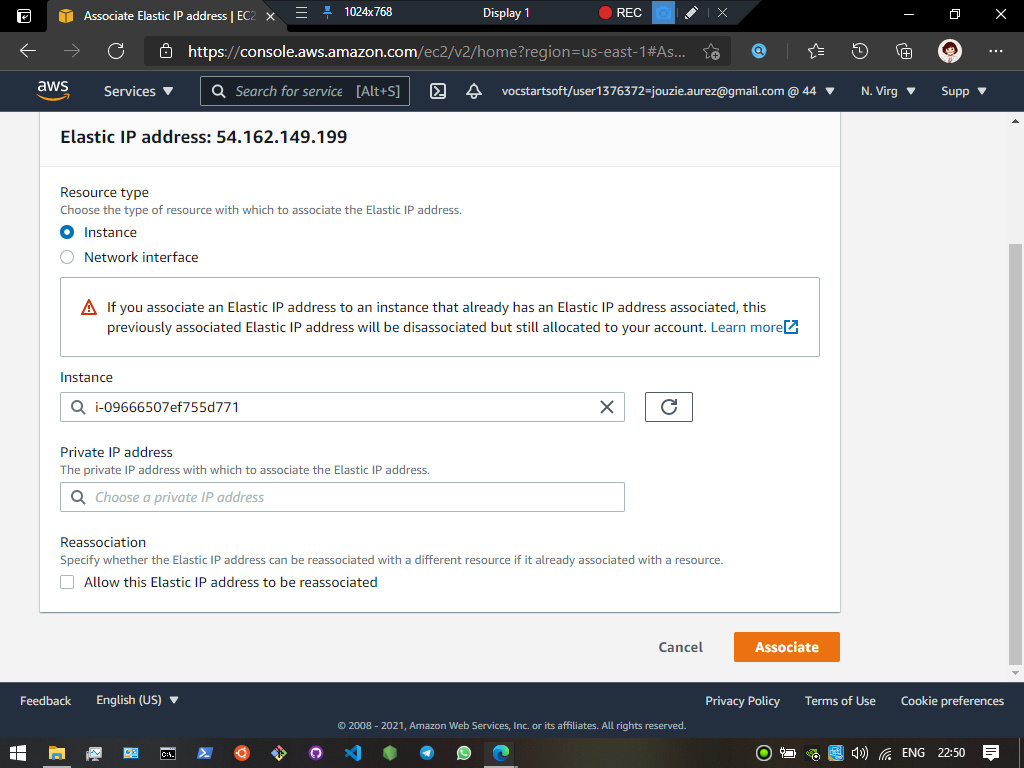 Associate Elastic IP address | EC2
1024x768
Display 1
REC
https://console.aws.amazon.com/ec2/v2/home?region=us-east-1#As...
aws
Services
Search for service
[Alt+S]
vocstartsoft/user1376372=jouzie.aurez@gmail.com @ 44
N. Virg
Supp
Elastic IP address: 54.162.149.199
Resource type
Choose the type of resource with which to associate the Elastic IP address.
Instance
Network interface
If you associate an Elastic IP address to an instance that already has an Elastic IP address associated, this
previously associated Elastic IP address will be disassociated but still allocated to your account. Learn more
Instance
i-09666507ef755d771
Private IP address
The private IP address with which to associate the Elastic IP address.
Choose a private IP address
Reassociation
Specify whether the Elastic IP address can be reassociated with a different resource if it already associated with a resource.
Allow this Elastic IP address to be reassociated
Cancel
Associate
Feedback
English (US)
Privacy Policy
Terms of Use
Cookie preferences
© 2008 - 2021, Amazon Web Services, Inc. or its affiliates. All rights reserved.
ENG
22:50